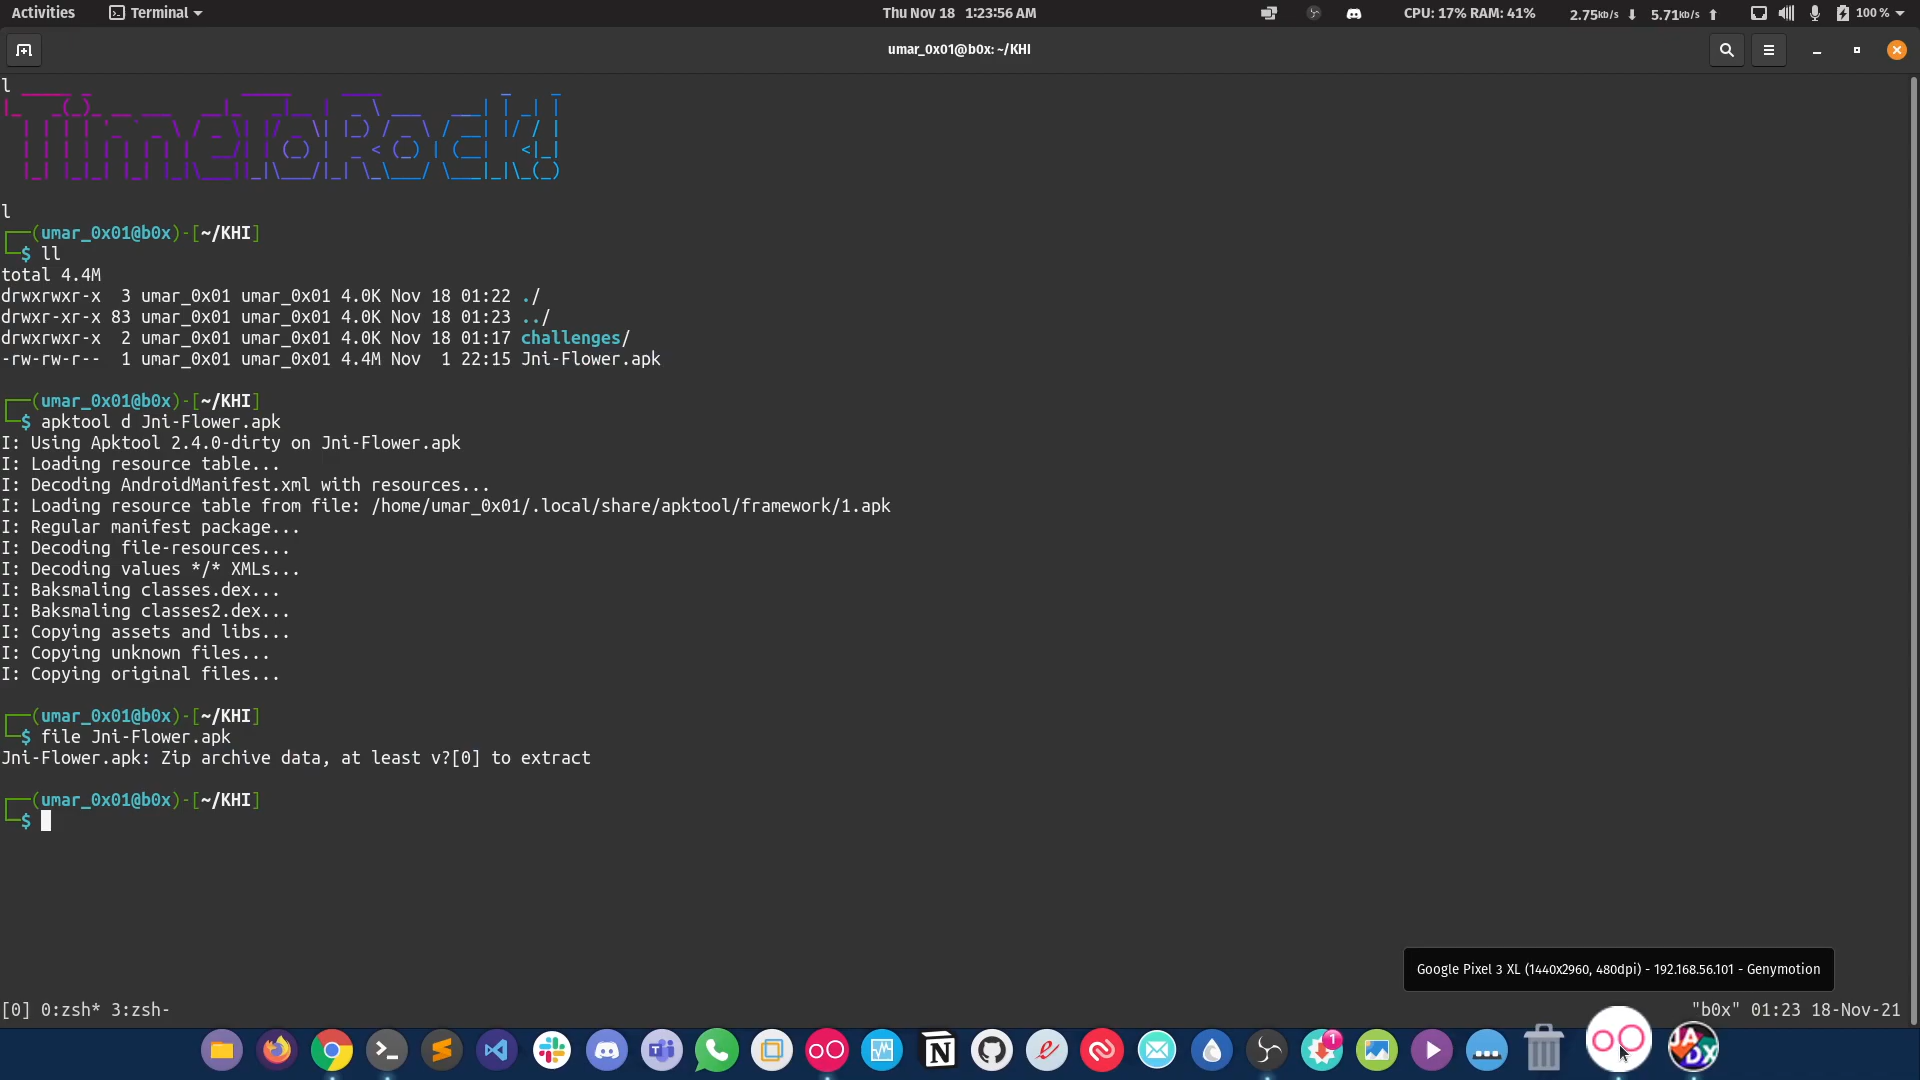 Activities Terminal Thu Nov 18 1:23:56 AM CPU: 17% RAM: 41% 2.75kb/s 5.71kb/s 100 %
umar_0x01@b0x: ~/KHI
l
TimeToRock!
l
┌──(umar_0x01@b0x)-[~/KHI]
└─$ ll
total 4.4M
drwxrwxr-x  3 umar_0x01 umar_0x01 4.0K Nov 18 01:22 ./
drwxr-xr-x 83 umar_0x01 umar_0x01 4.0K Nov 18 01:23 ../
drwxrwxr-x  2 umar_0x01 umar_0x01 4.0K Nov 18 01:17 challenges/
-rw-rw-r--  1 umar_0x01 umar_0x01 4.4M Nov  1 22:15 Jni-Flower.apk
┌──(umar_0x01@b0x)-[~/KHI]
└─$ apktool d Jni-Flower.apk
I: Using Apktool 2.4.0-dirty on Jni-Flower.apk
I: Loading resource table...
I: Decoding AndroidManifest.xml with resources...
I: Loading resource table from file: /home/umar_0x01/.local/share/apktool/framework/1.apk
I: Regular manifest package...
I: Decoding file-resources...
I: Decoding values */* XMLs...
I: Baksmaling classes.dex...
I: Baksmaling classes2.dex...
I: Copying assets and libs...
I: Copying unknown files...
I: Copying original files...
┌──(umar_0x01@b0x)-[~/KHI]
└─$ file Jni-Flower.apk
Jni-Flower.apk: Zip archive data, at least v?[0] to extract
┌──(umar_0x01@b0x)-[~/KHI]
└─$
Google Pixel 3 XL (1440x2960, 480dpi) - 192.168.56.101 - Genymotion
[0] 0:zsh* 3:zsh- "b0x" 01:23 18-Nov-21
1
JADX